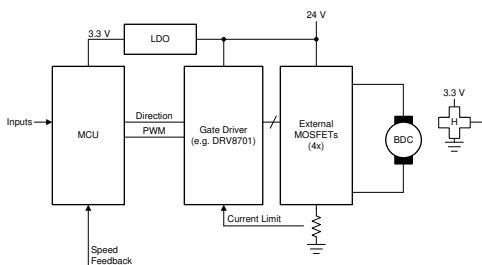 24 V
3.3 V
LDO
MCU
Inputs
Direction
PWM
Gate Driver
(e.g. DRV8701)
External
MOSFETs
(4x)
BDC
3.3 V
H
Current Limit
Speed
Feedback